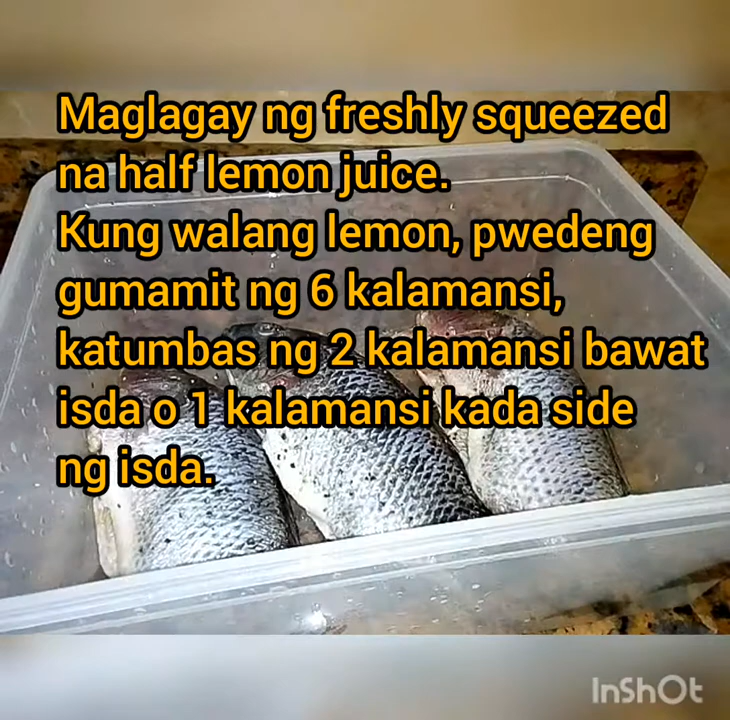 Maglagay ng freshly squeezed
na half lemon juice.
Kung walang lemon, pwedeng
gumamit ng 6 kalamansi,
katumbas ng 2 kalamansi bawat
isda o 1 kalamansi kada side
ng isda.
InShOt